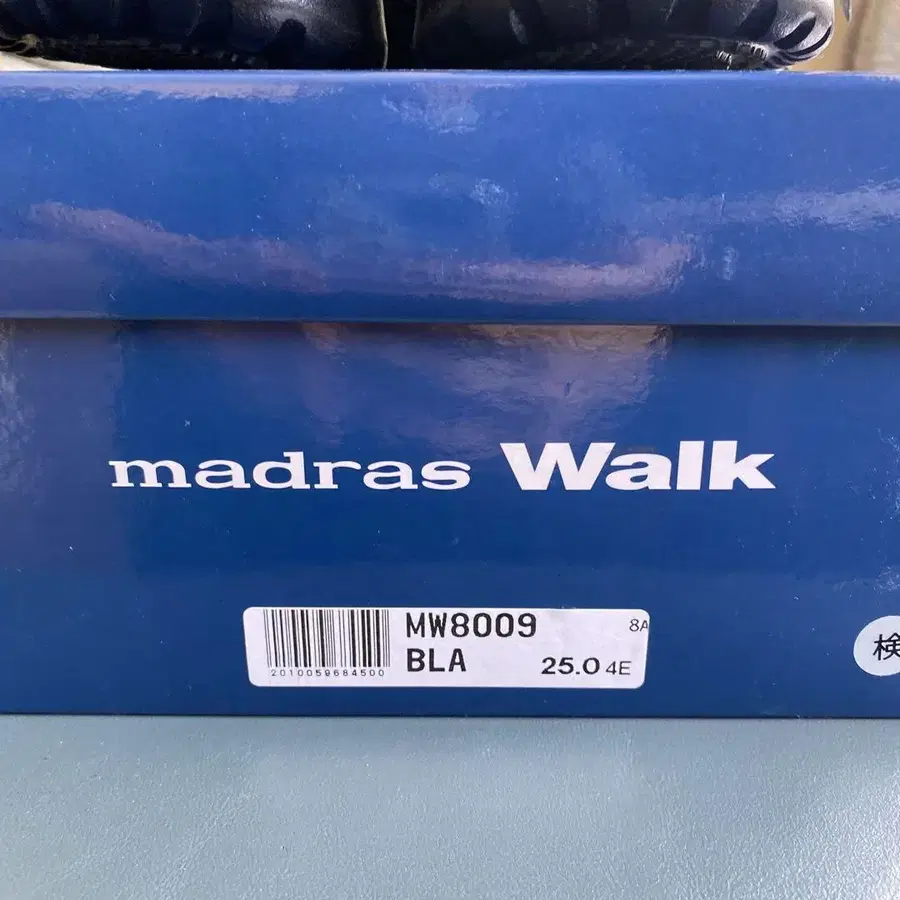 madras Walk
MW8009 8A
BLA 25.0 4E
2010059684500
検